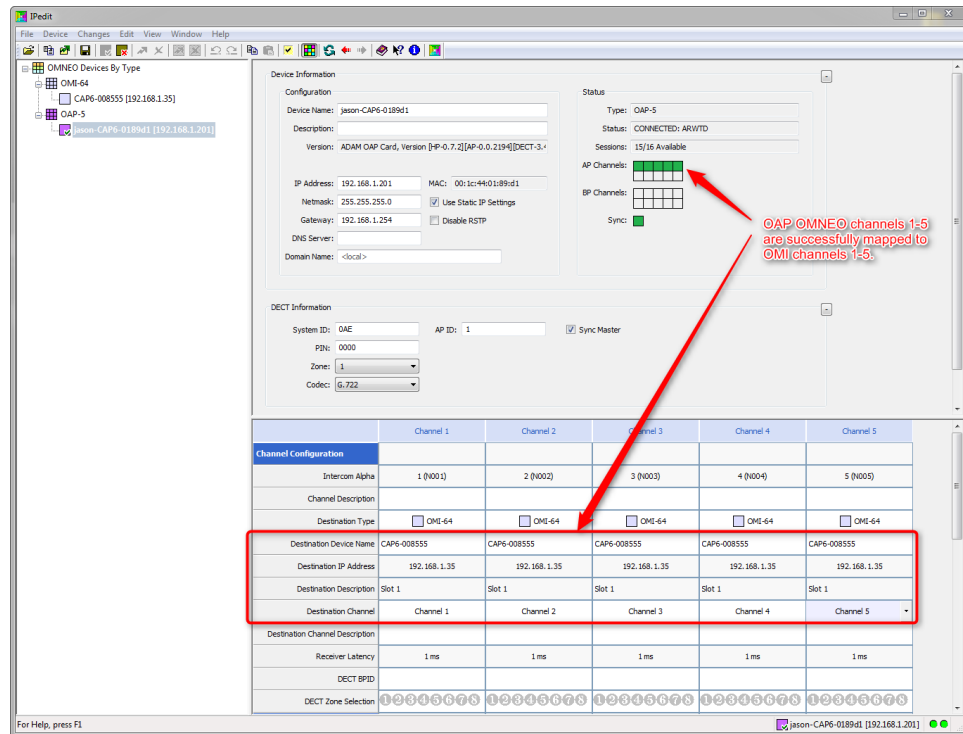 IPedit
File Device Changes Edit View Window Help
OMNEO Devices By Type
OMI-64
CAP6-008555 [192.168.1.35]
OAP-5
jason-CAP6-0189d1 [192.168.1.201]
Device Information
Configuration
Device Name: jason-CAP6-0189d1
Description:
Version: ADAM OAP Card, Version [HP-0.7.2][AP-0.0.2194][DECT-3.
IP Address: 192.168.1.201 MAC: 00:1c:44:01:89:d1
Netmask: 255.255.255.0 Use Static IP Settings
Gateway: 192.168.1.254 Disable RSTP
DNS Server:
Domain Name: <local>
Status
Type: OAP-5
Status: CONNECTED: ARWTD
Sessions: 15/16 Available
AP Channels:
BP Channels:
Sync:
OAP OMNEO channels 1-5
are successfully mapped to
OMI channels 1-5.
DECT Information
System ID: 0AE AP ID: 1 Sync Master
PIN: 0000
Zone: 1
Codec: G.722
Channel 1 Channel 2 Channel 3 Channel 4 Channel 5
Channel Configuration
Intercom Alpha 1 (N001) 2 (N002) 3 (N003) 4 (N004) 5 (N005)
Channel Description
Destination Type OMI-64 OMI-64 OMI-64 OMI-64 OMI-64
Destination Device Name CAP6-008555 CAP6-008555 CAP6-008555 CAP6-008555 CAP6-008555
Destination IP Address 192.168.1.35 192.168.1.35 192.168.1.35 192.168.1.35 192.168.1.35
Destination Description Slot 1 Slot 1 Slot 1 Slot 1 Slot 1
Destination Channel Channel 1 Channel 2 Channel 3 Channel 4 Channel 5
Destination Channel Description
Receiver Latency 1 ms 1 ms 1 ms 1 ms 1 ms
DECT BPID
DECT Zone Selection 12345678 12345678 12345678 12345678 12345678
For Help, press F1
jason-CAP6-0189d1 [192.168.1.201]